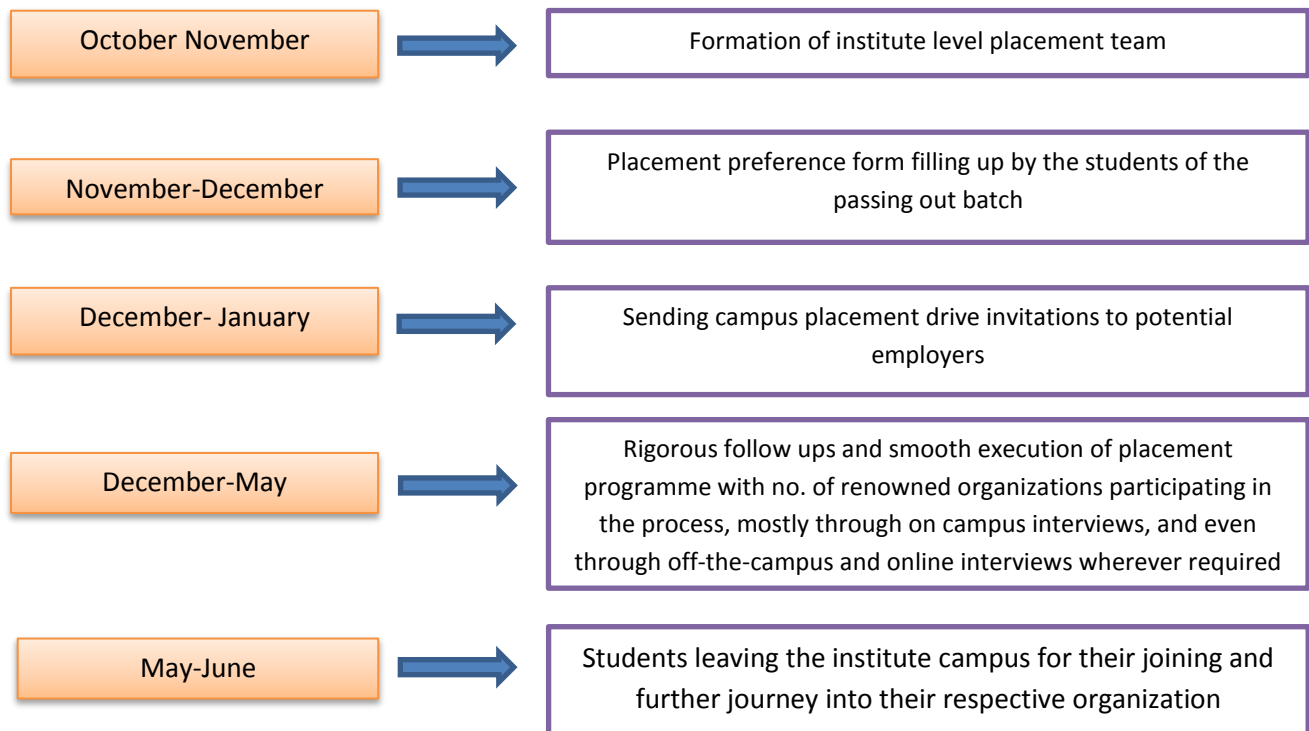 October November
Formation of institute level placement team
November-December
Placement preference form filling up by the students of the
passing out batch
December- January
Sending campus placement drive invitations to potential
employers
December-May
Rigorous follow ups and smooth execution of placement
programme with no. of renowned organizations participating in
the process, mostly through on campus interviews, and even
through off-the-campus and online interviews wherever required
May-June
Students leaving the institute campus for their joining and
further journey into their respective organization